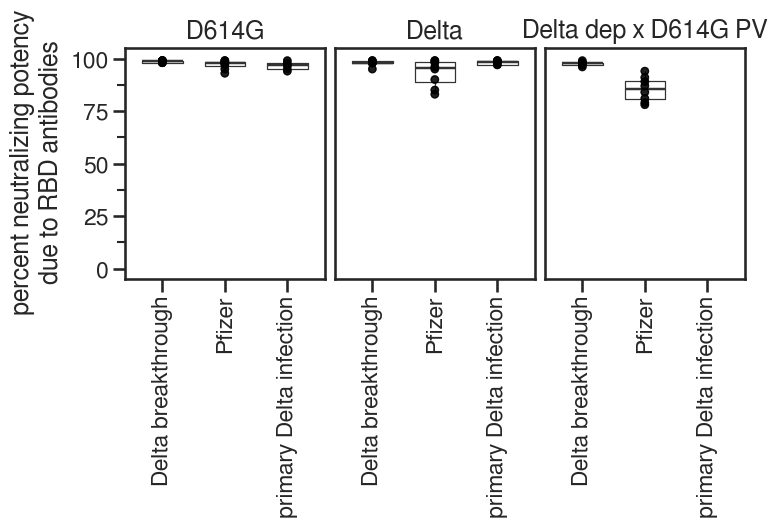 D614G
Delta
Delta dep x D614G PV
percent neutralizing potency
due to RBD antibodies
100
75
50
25
0
Delta breakthrough
Pfizer
primary Delta infection
Delta breakthrough
Pfizer
primary Delta infection
Delta breakthrough
Pfizer
primary Delta infection